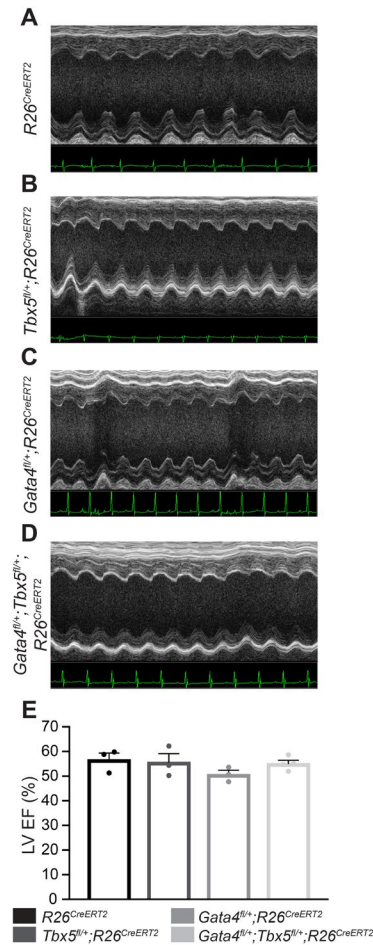 A
R26CreERT2
B
Tbx5fl/+;R26CreERT2
C
Gata4fl/+;R26CreERT2
D
Gata4fl/+;Tbx5fl/+;
R26CreERT2
E
70
60
50
40
30
20
10
0
LV EF (%)
R26CreERT2 Gata4fl/+;R26CreERT2
Tbx5fl/+;R26CreERT2 Gata4fl/+;Tbx5fl/+;R26CreERT2